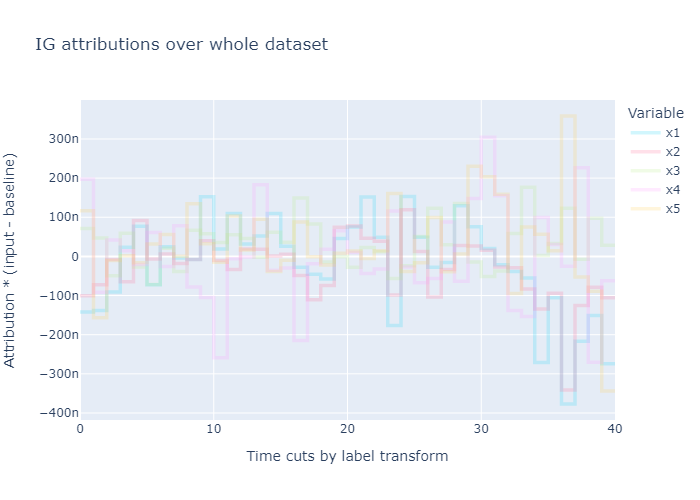 IG attributions over whole dataset
Variable
x1
x2
x3
x4
x5
300n
200n
100n
0
−100n
−200n
−300n
−400n
0 10 20 30 40
Time cuts by label transform
Attribution * (input - baseline)